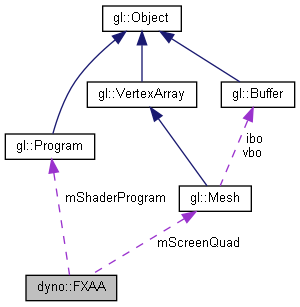 gl::Object
gl::VertexArray
gl::Buffer
gl::Program
ibo
vbo
mShaderProgram
gl::Mesh
mScreenQuad
dyno::FXAA